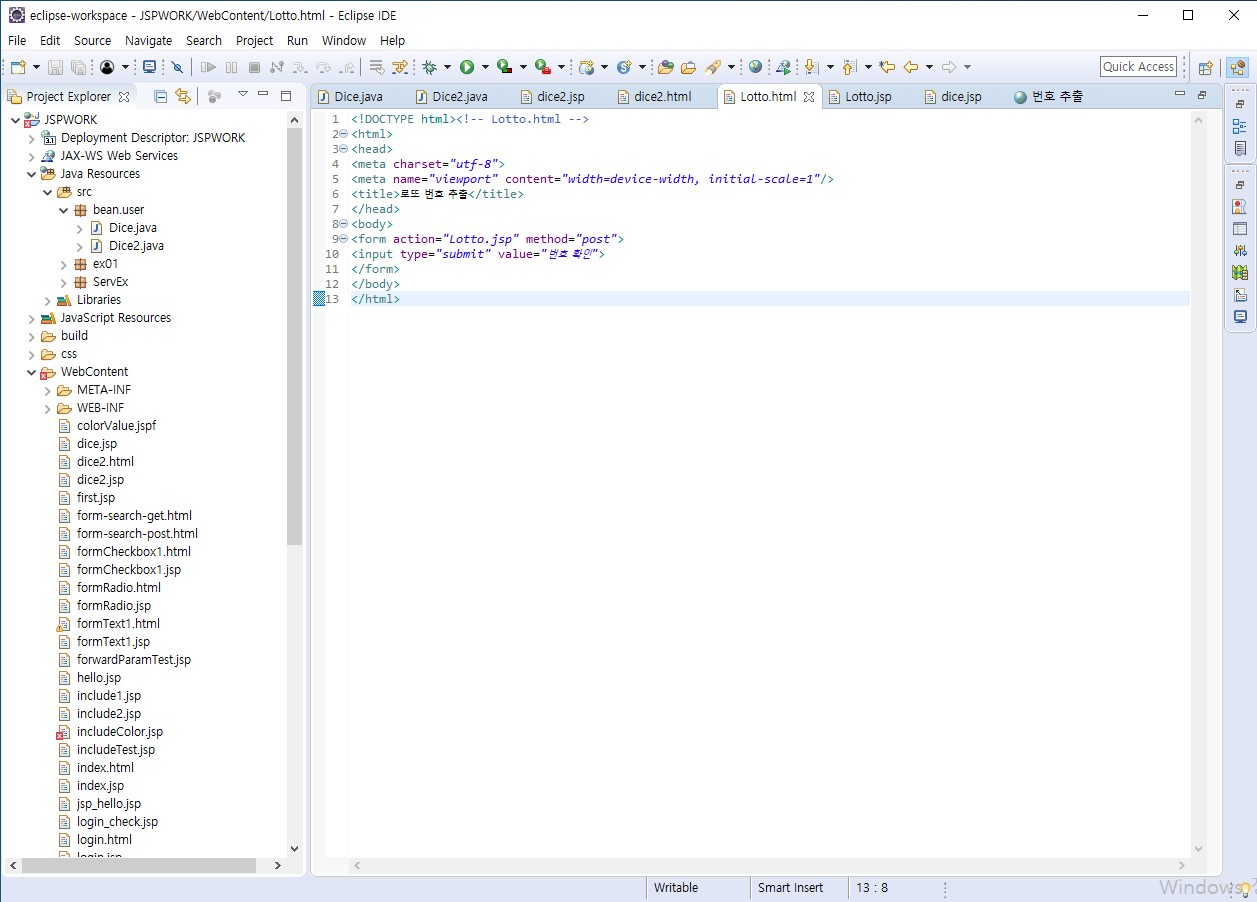 eclipse-workspace - JSPWORK/WebContent/Lotto.html - Eclipse IDE
File Edit Source Navigate Search Project Run Window Help
Quick Access
Project Explorer
Dice.java Dice2.java dice2.jsp dice2.html Lotto.html Lotto.jsp dice.jsp 번호 추출
JSPWORK
Deployment Descriptor: JSPWORK
JAX-WS Web Services
Java Resources
src
bean.user
Dice.java
Dice2.java
ex01
ServEx
Libraries
JavaScript Resources
build
css
WebContent
META-INF
WEB-INF
colorValue.jspf
dice.jsp
dice2.html
dice2.jsp
first.jsp
form-search-get.html
form-search-post.html
formCheckbox1.html
formCheckbox1.jsp
formRadio.html
formRadio.jsp
formText1.html
formText1.jsp
forwardParamTest.jsp
hello.jsp
include1.jsp
include2.jsp
includeColor.jsp
includeTest.jsp
index.html
index.jsp
jsp_hello.jsp
login_check.jsp
login.html
login.jsp
1 <!DOCTYPE html><!-- Lotto.html -->
2 <html>
3 <head>
4 <meta charset="utf-8">
5 <meta name="viewport" content="width=device-width, initial-scale=1"/>
6 <title>로또 번호 추출</title>
7 </head>
8 <body>
9 <form action="Lotto.jsp" method="post">
10 <input type="submit" value="번호 확인">
11 </form>
12 </body>
13 </html>
Writable Smart Insert 13 : 8
Windows